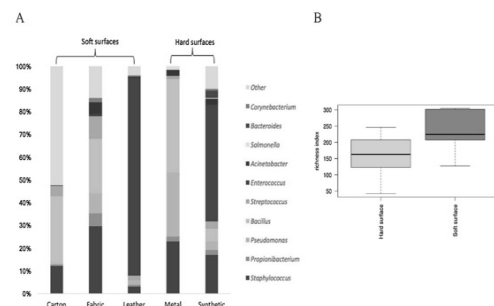 A
B
Soft surfaces
Hard surfaces
100%
90%
80%
70%
60%
50%
40%
30%
20%
10%
0%
Carton
Fabric
Leather
Metal
Synthetic
Other
Corynebacterium
Bacteroides
Salmonella
Acinetobacter
Enterococcus
Streptococcus
Bacillus
Pseudomonas
Propionibacterium
Staphylococcus
richness index
300
250
200
150
100
50
Hard surface
Soft surface